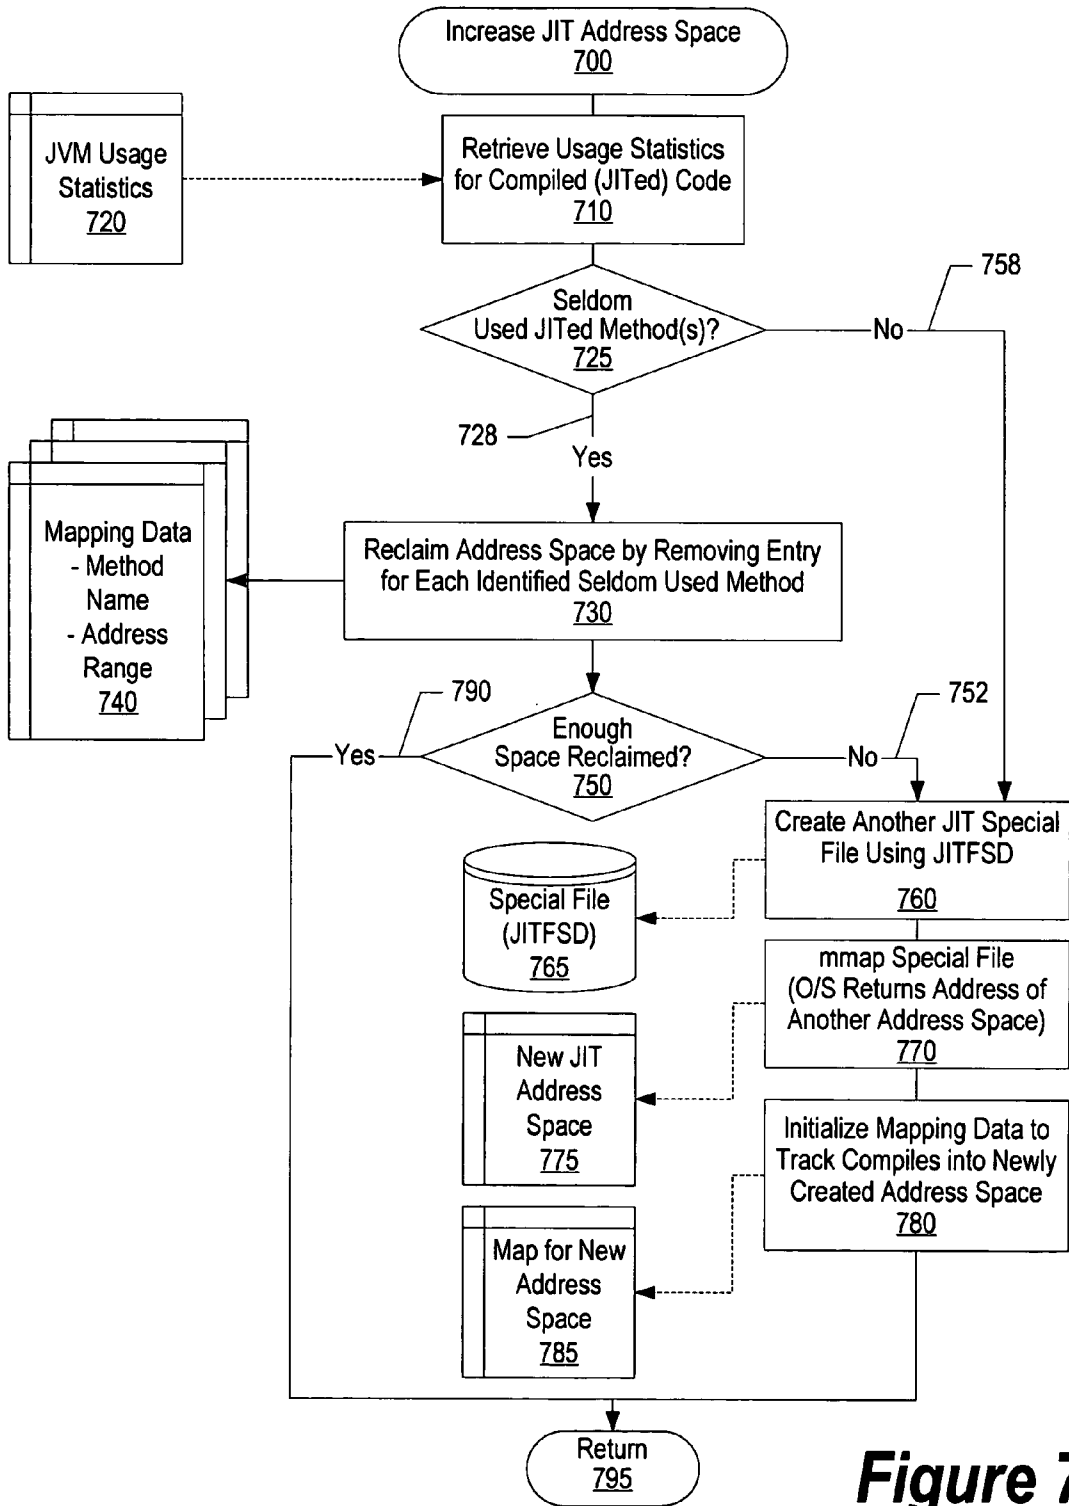 Increase JIT Address Space
700
JVM Usage
Statistics
720
Retrieve Usage Statistics
for Compiled (JITed) Code
710
758
Seldom
Used JITed Method(s)?
725
No
728
Yes
Mapping Data
- Method
Name
- Address
Range
740
Reclaim Address Space by Removing Entry
for Each Identified Seldom Used Method
730
790
752
Enough
Space Reclaimed?
750
Yes
No
Create Another JIT Special
File Using JITFSD
760
Special File
(JITFSD)
765
mmap Special File
(O/S Returns Address of
Another Address Space)
770
New JIT
Address
Space
775
Initialize Mapping Data to
Track Compiles into Newly
Created Address Space
780
Map for New
Address
Space
785
Return
795
Figure 7